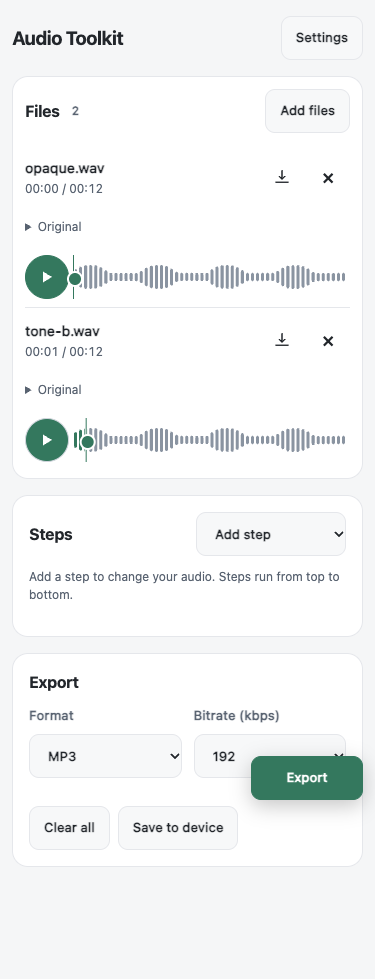 Audio Toolkit
Settings
Files 2
Add files
opaque.wav
00:00 / 00:12
Original
tone-b.wav
00:01 / 00:12
Original
Steps
Add step
Add a step to change your audio. Steps run from top to
bottom.
Export
Format
Bitrate (kbps)
MP3
192
Export
Clear all
Save to device